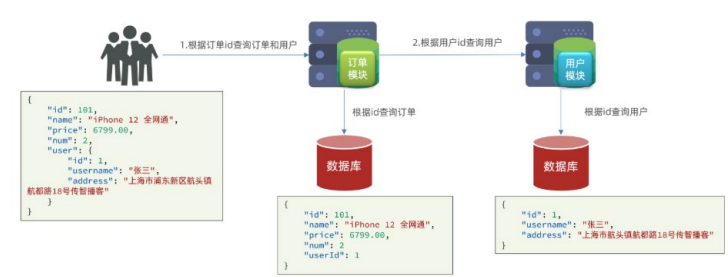 1.根据订单id查询订单和用户
2.根据用户id查询用户
订单
模块
用户
模块
根据id查询订单
根据id查询用户
数据库
数据库
{
"id": 101,
"name": "iPhone 12 全网通",
"price": 6799.00,
"num": 2,
"user": {
"id": 1,
"username": "张三",
"address": "上海市浦东新区航头镇
航都路18号传智播客"
}
}
{
"id": 101,
"name": "iPhone 12 全网通",
"price": 6799.00,
"num": 2
"userId": 1
}
{
"id": 1,
"username": "张三",
"address": "上海市航头镇航都路18号传智播客"
}